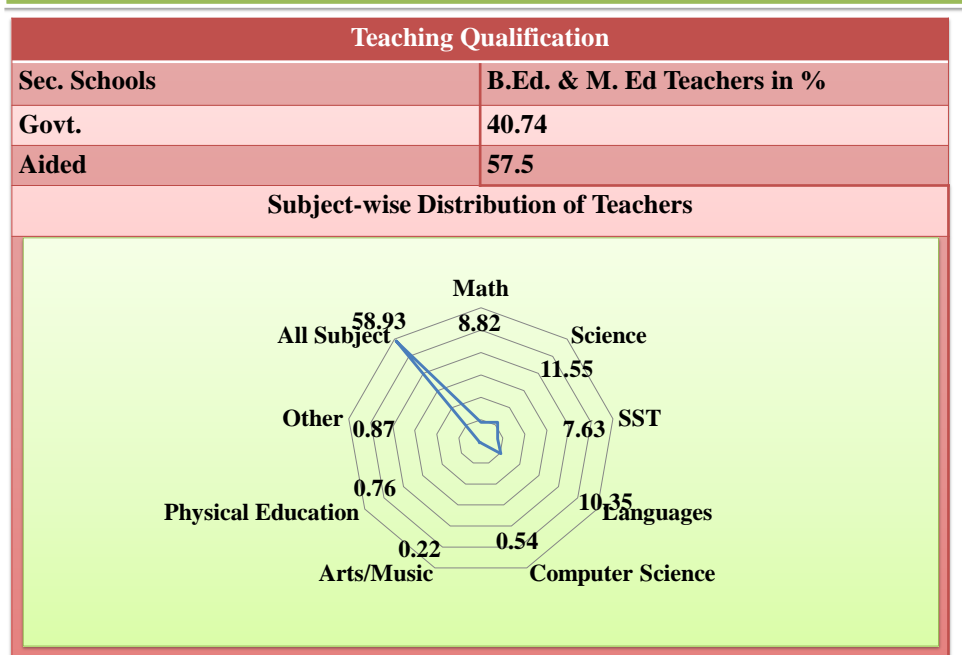 Teaching Qualification
Sec. Schools B.Ed. & M. Ed Teachers in %
Govt. 40.74
Aided 57.5
Subject-wise Distribution of Teachers
Math
8.82
Science
11.55
SST
7.63
Languages
10.35
Computer Science
0.54
Arts/Music
0.22
Physical Education
0.76
Other
0.87
All Subject
58.93